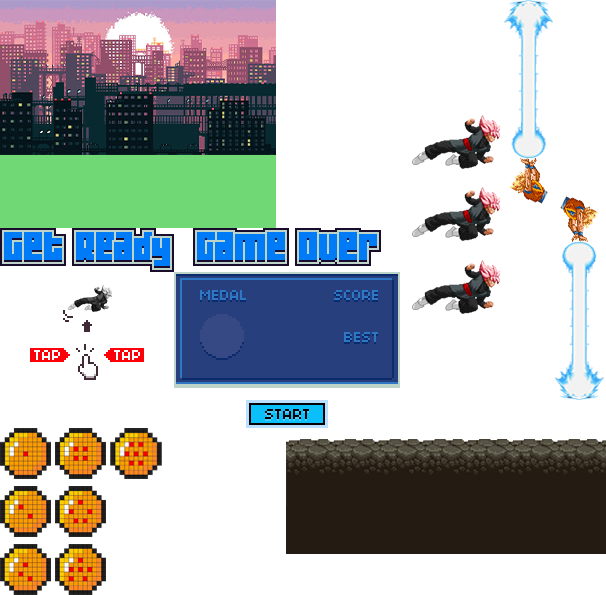 Get Ready
Game Over
MEDAL SCORE
BEST
TAP TAP
START